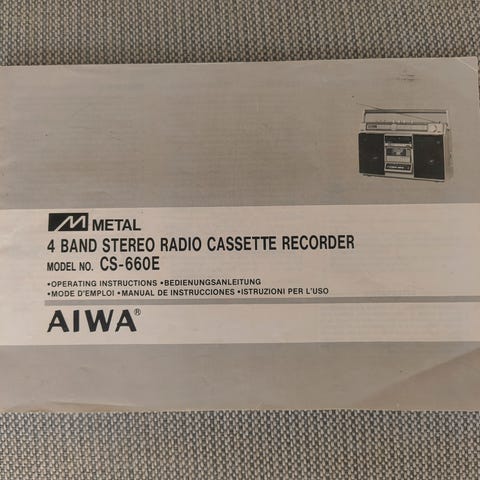 METAL
4 BAND STEREO RADIO CASSETTE RECORDER
MODEL NO. CS-660E
•OPERATING INSTRUCTIONS •BEDIENUNGSANLEITUNG
•MODE D'EMPLOI •MANUAL DE INSTRUCCIONES •ISTRUZIONI PER L'USO
AIWA®